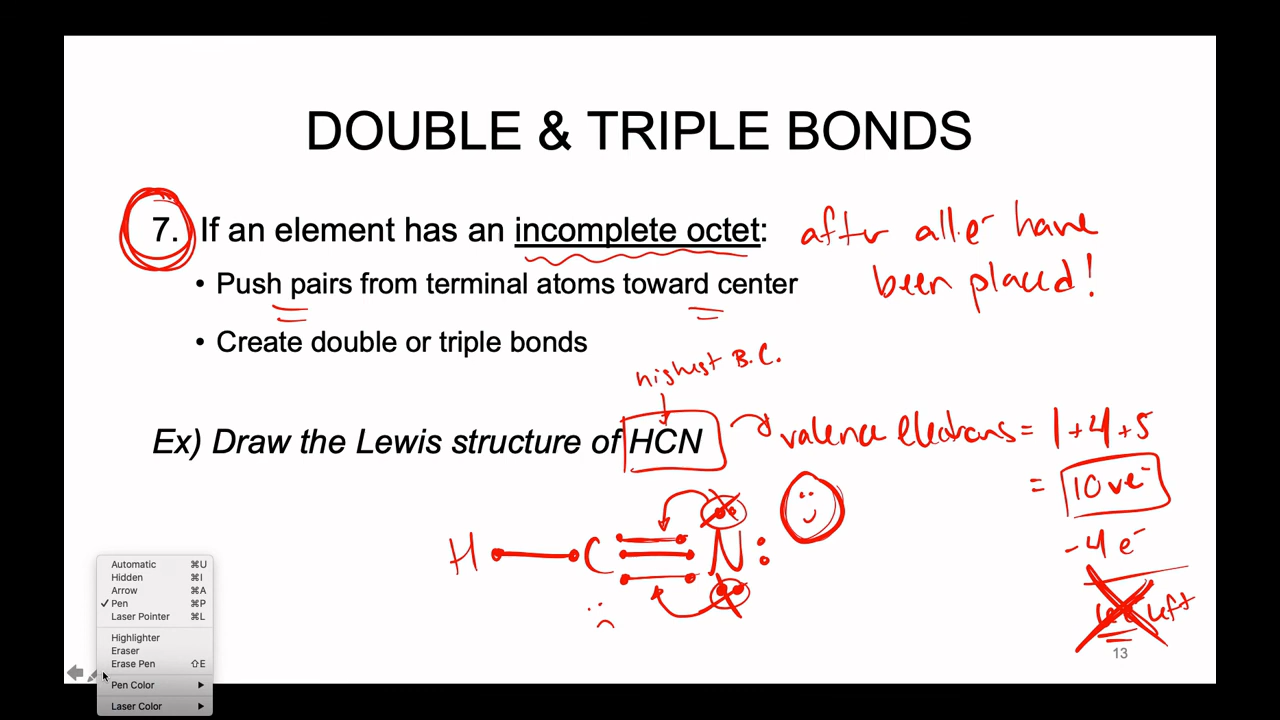 DOUBLE & TRIPLE BONDS
7. If an element has an incomplete octet: after all e⁻ have
• Push pairs from terminal atoms toward center been placed!
• Create double or triple bonds
highest B.C.
Ex) Draw the Lewis structure of HCN valence electrons = 1+4+5
= 10 ve⁻
H C N :
-4 e⁻
left
13
Automatic ⌘U
Hidden ⌘I
Arrow ⌘A
✓ Pen ⌘P
Laser Pointer ⌘L
Highlighter
Eraser
Erase Pen ⇧E
Pen Color
Laser Color